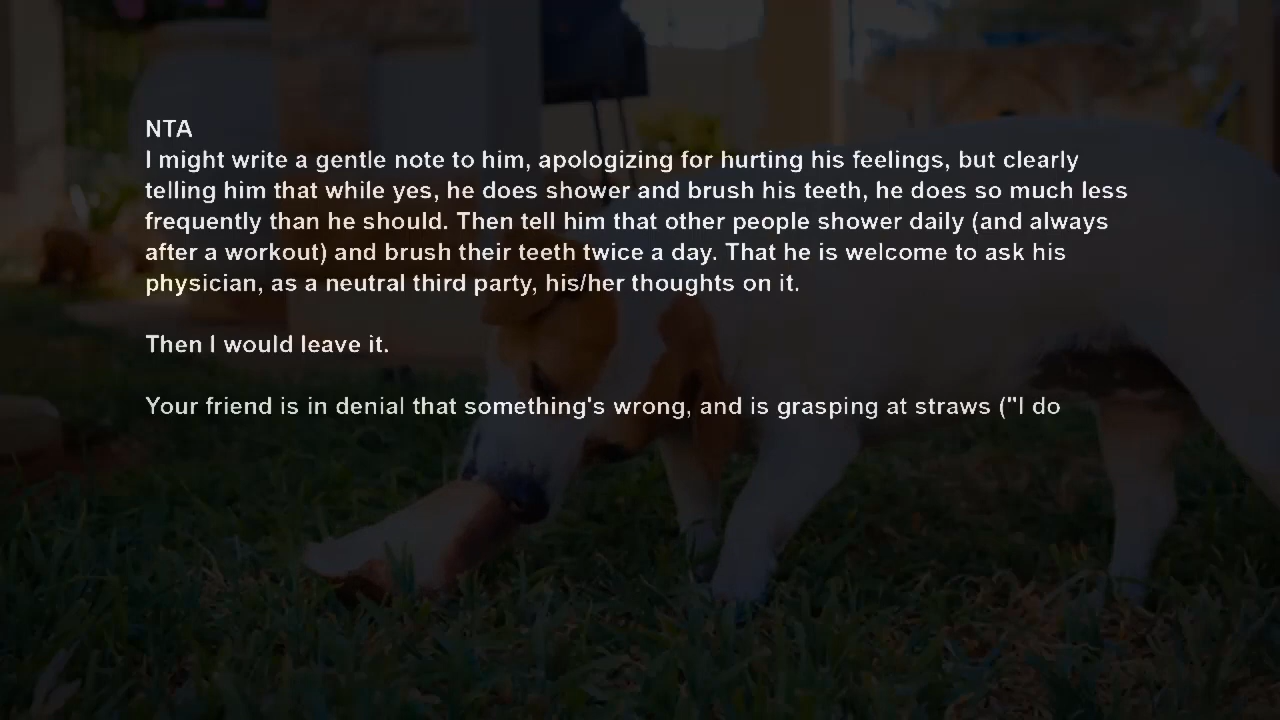 NTA
I might write a gentle note to him, apologizing for hurting his feelings, but clearly
telling him that while yes, he does shower and brush his teeth, he does so much less
frequently than he should. Then tell him that other people shower daily (and always
after a workout) and brush their teeth twice a day. That he is welcome to ask his
physician, as a neutral third party, his/her thoughts on it.
Then I would leave it.
Your friend is in denial that something's wrong, and is grasping at straws ("I do